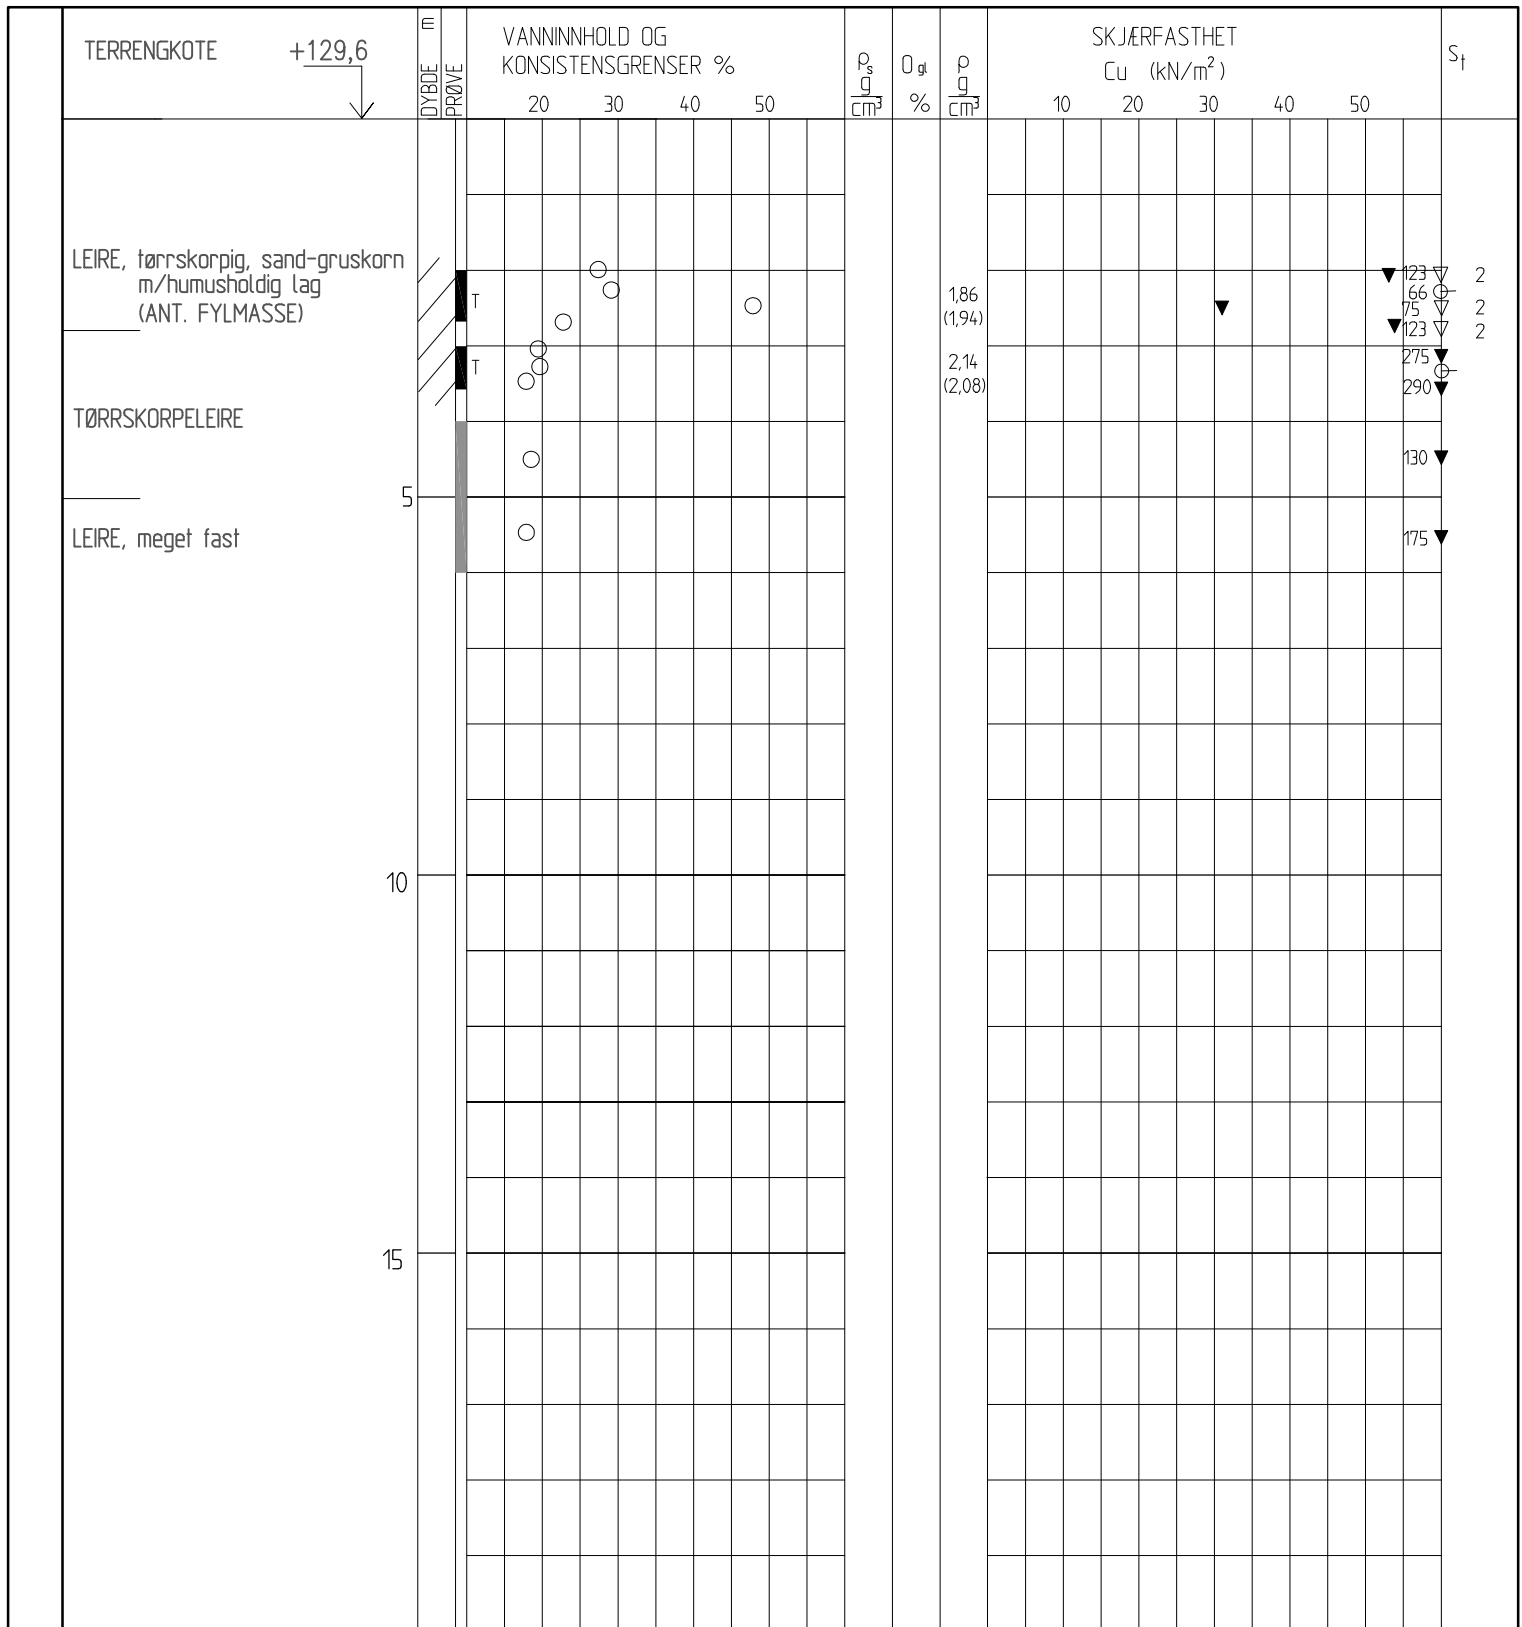 TERRENGKOTE +129,6
m
DYBDE
PRØVE
VANNINNHOLD OG
KONSISTENSGRENSER %
20 30 40 50
ρs
g
cm³
O gl
%
ρ
g
cm³
SKJÆRFASTHET
Cu (kN/m²)
10 20 30 40 50
St
LEIRE, tørrskorpig, sand-gruskorn
m/humusholdig lag
(ANT. FYLMASSE)
T
1,86
(1,94)
123 2
66
75 2
123 2
T
2,14
(2,08)
275
290
TØRRSKORPELEIRE
130
5
LEIRE, meget fast
175
10
15